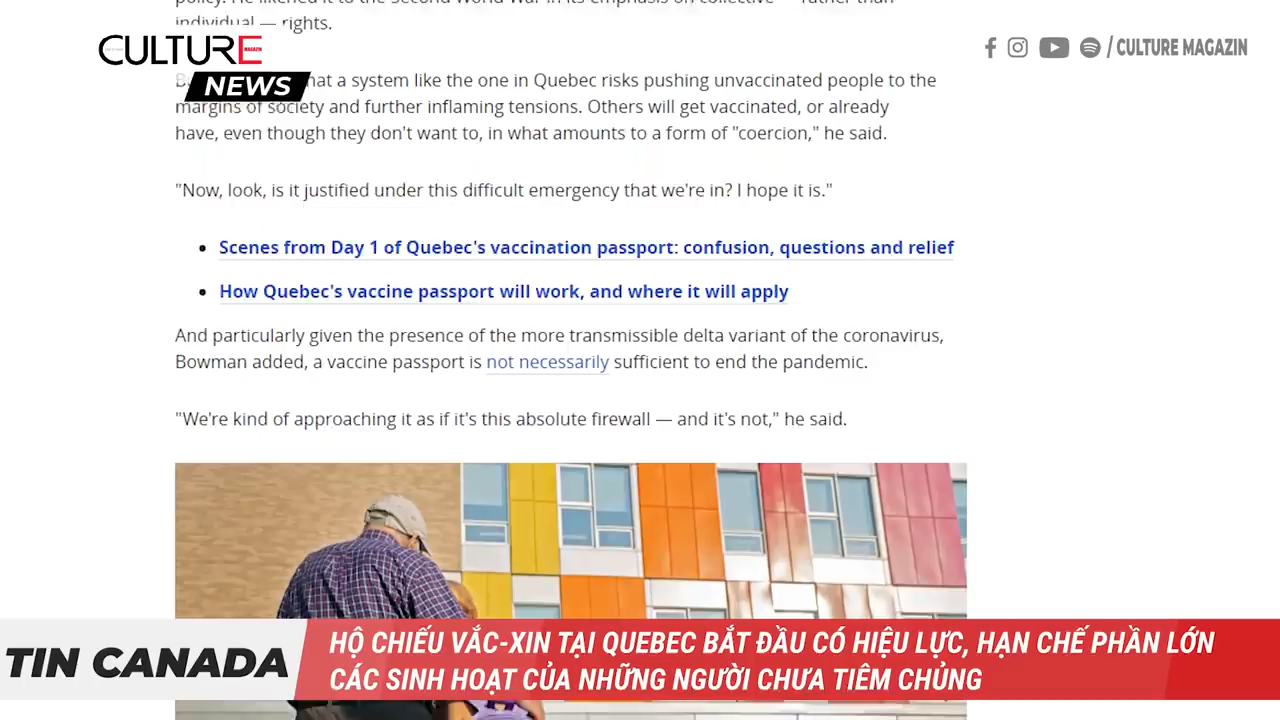 individual — rights.
CULTURE
MAGAZIN
NEWS
/ CULTURE MAGAZIN
that a system like the one in Quebec risks pushing unvaccinated people to the
margins of society and further inflaming tensions. Others will get vaccinated, or already
have, even though they don't want to, in what amounts to a form of "coercion," he said.
"Now, look, is it justified under this difficult emergency that we're in? I hope it is."
Scenes from Day 1 of Quebec's vaccination passport: confusion, questions and relief
How Quebec's vaccine passport will work, and where it will apply
And particularly given the presence of the more transmissible delta variant of the coronavirus,
Bowman added, a vaccine passport is not necessarily sufficient to end the pandemic.
"We're kind of approaching it as if it's this absolute firewall — and it's not," he said.
TIN CANADA
HỘ CHIẾU VẮC-XIN TẠI QUEBEC BẮT ĐẦU CÓ HIỆU LỰC, HẠN CHẾ PHẦN LỚN
CÁC SINH HOẠT CỦA NHỮNG NGƯỜI CHƯA TIÊM CHỦNG